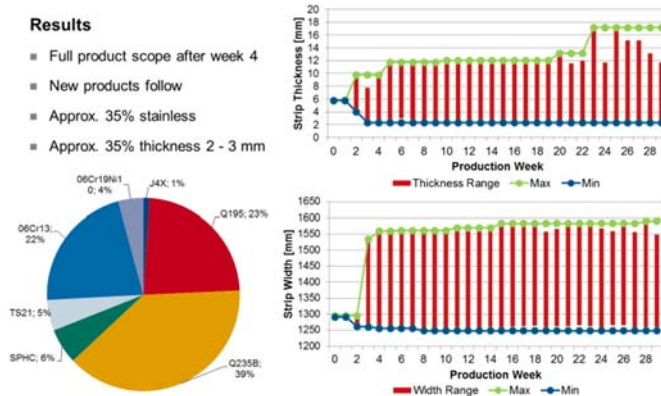 Results
Full product scope after week 4
New products follow
Approx. 35% stainless
Approx. 35% thickness 2 - 3 mm
06Cr19Ni1
0; 4%
J4X; 1%
Q195; 23%
06Cr13;
22%
TS21; 5%
SPHC; 6%
Q235B;
39%
Strip Thickness [mm]
20
18
16
14
12
10
8
6
4
2
0
0 2 4 6 8 10 12 14 16 18 20 22 24 26 28
Production Week
Thickness Range Max Min
Strip Width [mm]
1650
1600
1550
1500
1450
1400
1350
1300
1250
1200
0 2 4 6 8 10 12 14 16 18 20 22 24 26 28
Production Week
Width Range Max Min